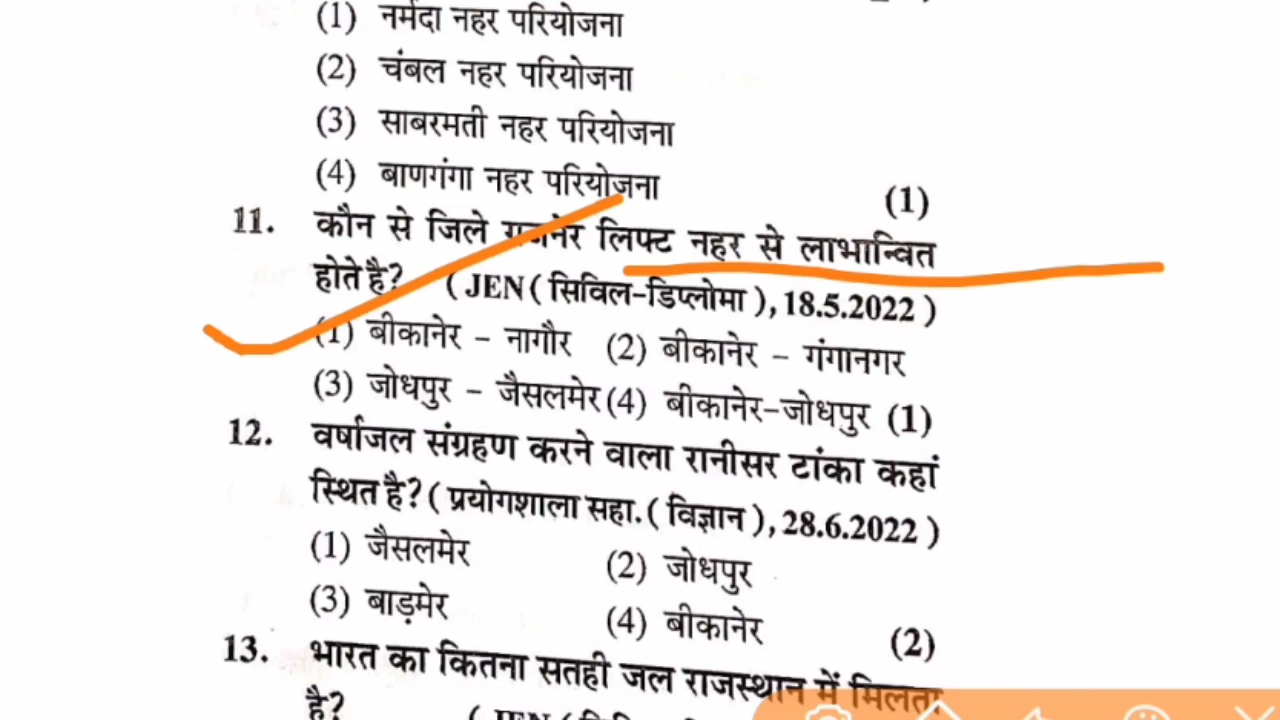 (1) नर्मदा नहर परियोजना
(2) चंबल नहर परियोजना
(3) साबरमती नहर परियोजना
(4) बाणगंगा नहर परियोजना (1)
11. कौन से जिले गजनेर लिफ्ट नहर से लाभान्वित
होते है? (JEN (सिविल-डिप्लोमा), 18.5.2022)
(1) बीकानेर - नागौर (2) बीकानेर - गंगानगर
(3) जोधपुर - जैसलमेर (4) बीकानेर-जोधपुर (1)
12. वर्षाजल संग्रहण करने वाला रानीसर टांका कहां
स्थित है? (प्रयोगशाला सहा. (विज्ञान), 28.6.2022)
(1) जैसलमेर (2) जोधपुर
(3) बाड़मेर (4) बीकानेर (2)
13. भारत का कितना सतही जल राजस्थान में मिलता
है? (JEN